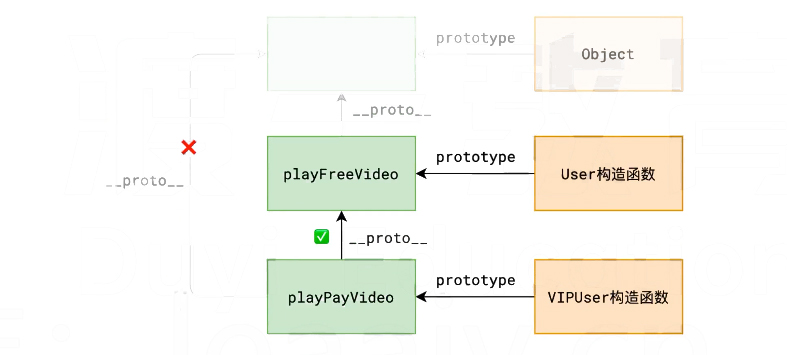 prototype
Object
__proto__
__proto__
playFreeVideo
prototype
User构造函数
__proto__
playPayVideo
prototype
VIPUser构造函数